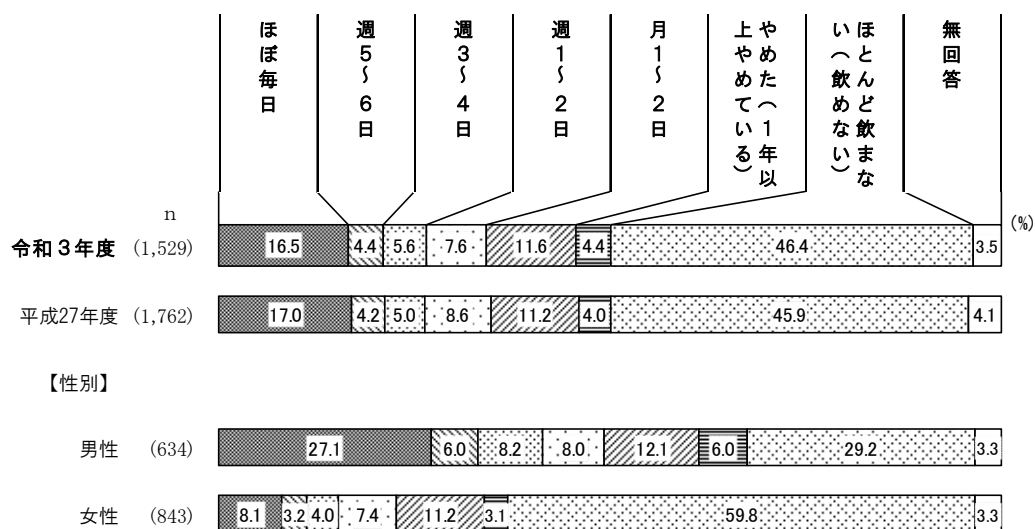 ほぼ毎日
週5～6日
週3～4日
週1～2日
月1～2日
やめた（1年以
上やめている）
ほとんど飲まな
い（飲めない）
無回答
n
(%)
令和３年度 (1,529) 16.5 4.4 5.6 7.6 11.6 4.4 46.4 3.5
平成27年度 (1,762) 17.0 4.2 5.0 8.6 11.2 4.0 45.9 4.1
【性別】
男性 (634) 27.1 6.0 8.2 8.0 12.1 6.0 29.2 3.3
女性 (843) 8.1 3.2 4.0 7.4 11.2 3.1 59.8 3.3